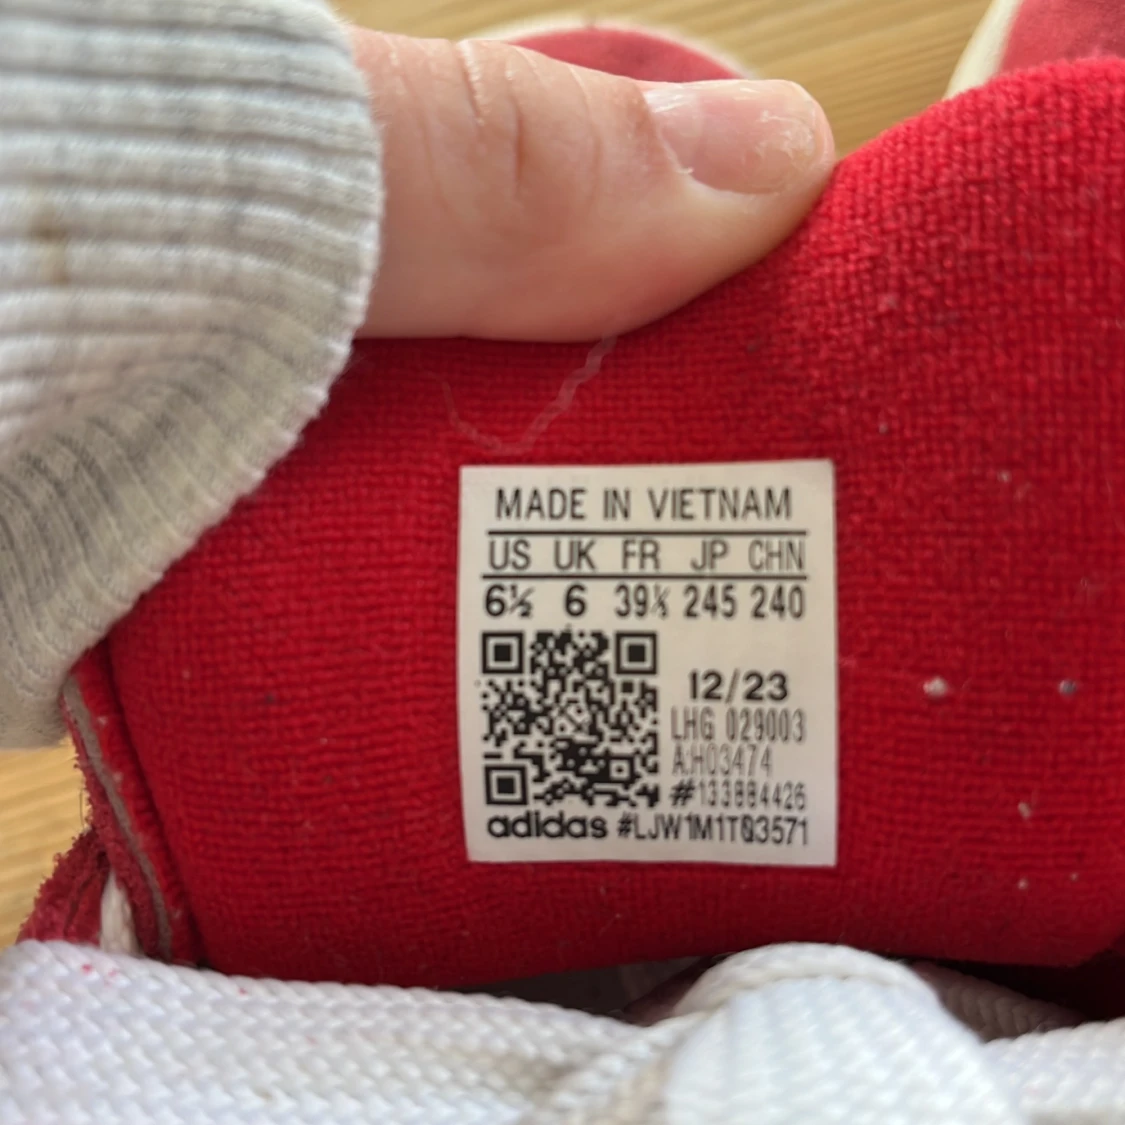 MADE IN VIETNAM
US UK FR JP CHN
6½ 6 39⅓ 245 240
12/23
LHG 029003
A:H03474
#133884426
adidas #LJW1M1TQ3571